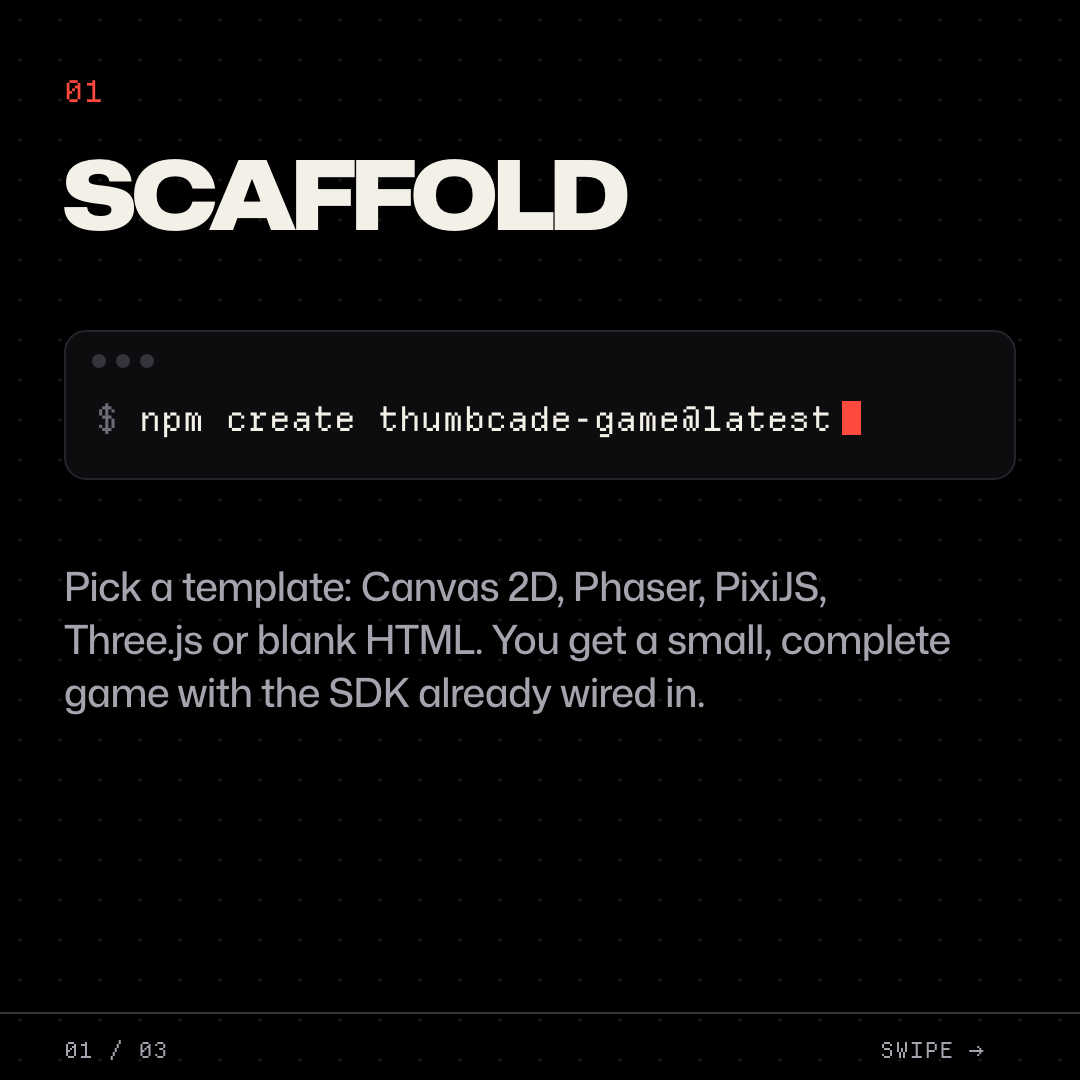 01
SCAFFOLD
$ npm create thumbcade-game@latest
Pick a template: Canvas 2D, Phaser, PixiJS,
Three.js or blank HTML. You get a small, complete
game with the SDK already wired in.
01 / 03
SWIPE →